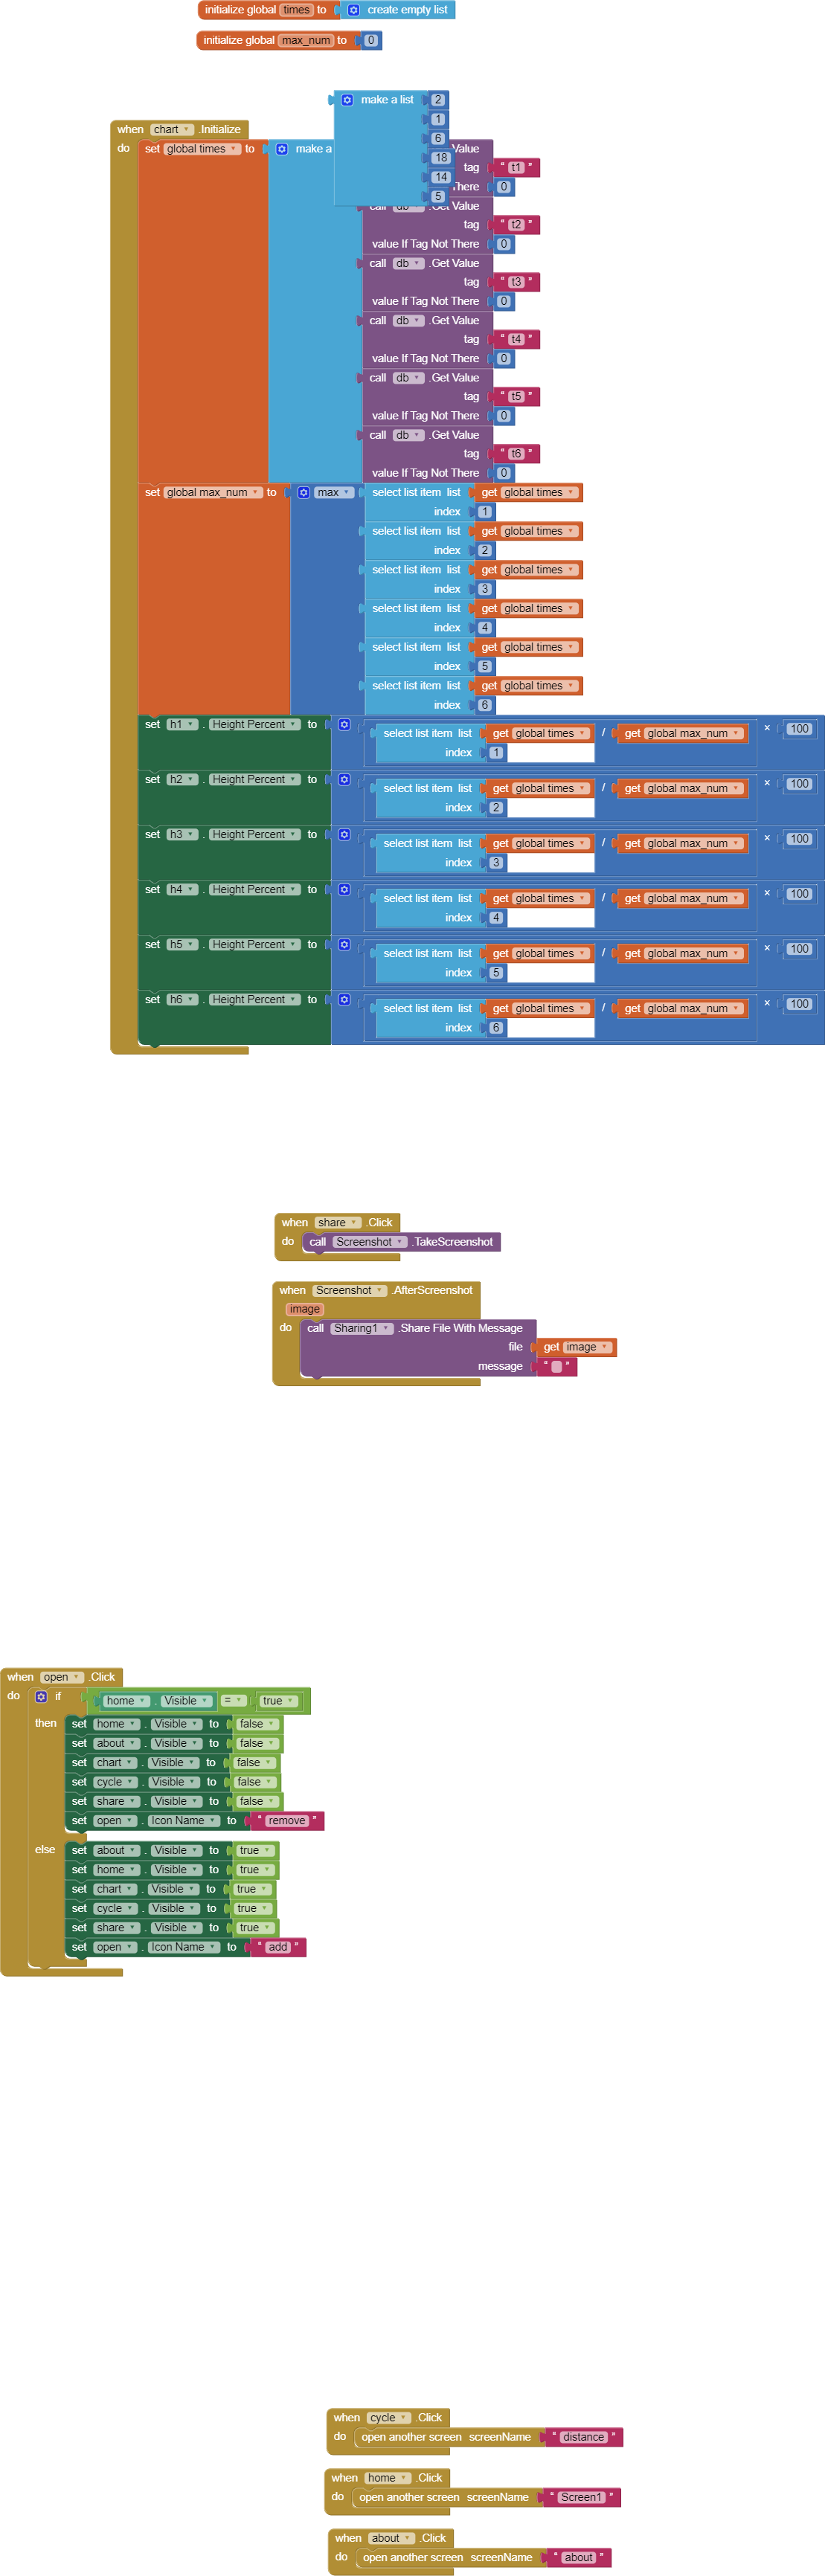 initialize global times to create empty list
initialize global max_num to 0
make a list 2
1
6
18
14
5
when chart .Initialize
do set global times to make a
Value
tag " t1 "
There 0
call db .Get Value
tag " t2 "
value If Tag Not There 0
call db .Get Value
tag " t3 "
value If Tag Not There 0
call db .Get Value
tag " t4 "
value If Tag Not There 0
call db .Get Value
tag " t5 "
value If Tag Not There 0
call db .Get Value
tag " t6 "
value If Tag Not There 0
set global max_num to max select list item list get global times
index 1
select list item list get global times
index 2
select list item list get global times
index 3
select list item list get global times
index 4
select list item list get global times
index 5
select list item list get global times
index 6
set h1 . Height Percent to select list item list get global times / get global max_num × 100
index 1
set h2 . Height Percent to select list item list get global times / get global max_num × 100
index 2
set h3 . Height Percent to select list item list get global times / get global max_num × 100
index 3
set h4 . Height Percent to select list item list get global times / get global max_num × 100
index 4
set h5 . Height Percent to select list item list get global times / get global max_num × 100
index 5
set h6 . Height Percent to select list item list get global times / get global max_num × 100
index 6
when share .Click
do call Screenshot .TakeScreenshot
when Screenshot .AfterScreenshot
image
do call Sharing1 .Share File With Message
file get image
message " "
when open .Click
do if home . Visible = true
then set home . Visible to false
set about . Visible to false
set chart . Visible to false
set cycle . Visible to false
set share . Visible to false
set open . Icon Name to " remove "
else set about . Visible to true
set home . Visible to true
set chart . Visible to true
set cycle . Visible to true
set share . Visible to true
set open . Icon Name to " add "
when cycle .Click
do open another screen screenName " distance "
when home .Click
do open another screen screenName " Screen1 "
when about .Click
do open another screen screenName " about "